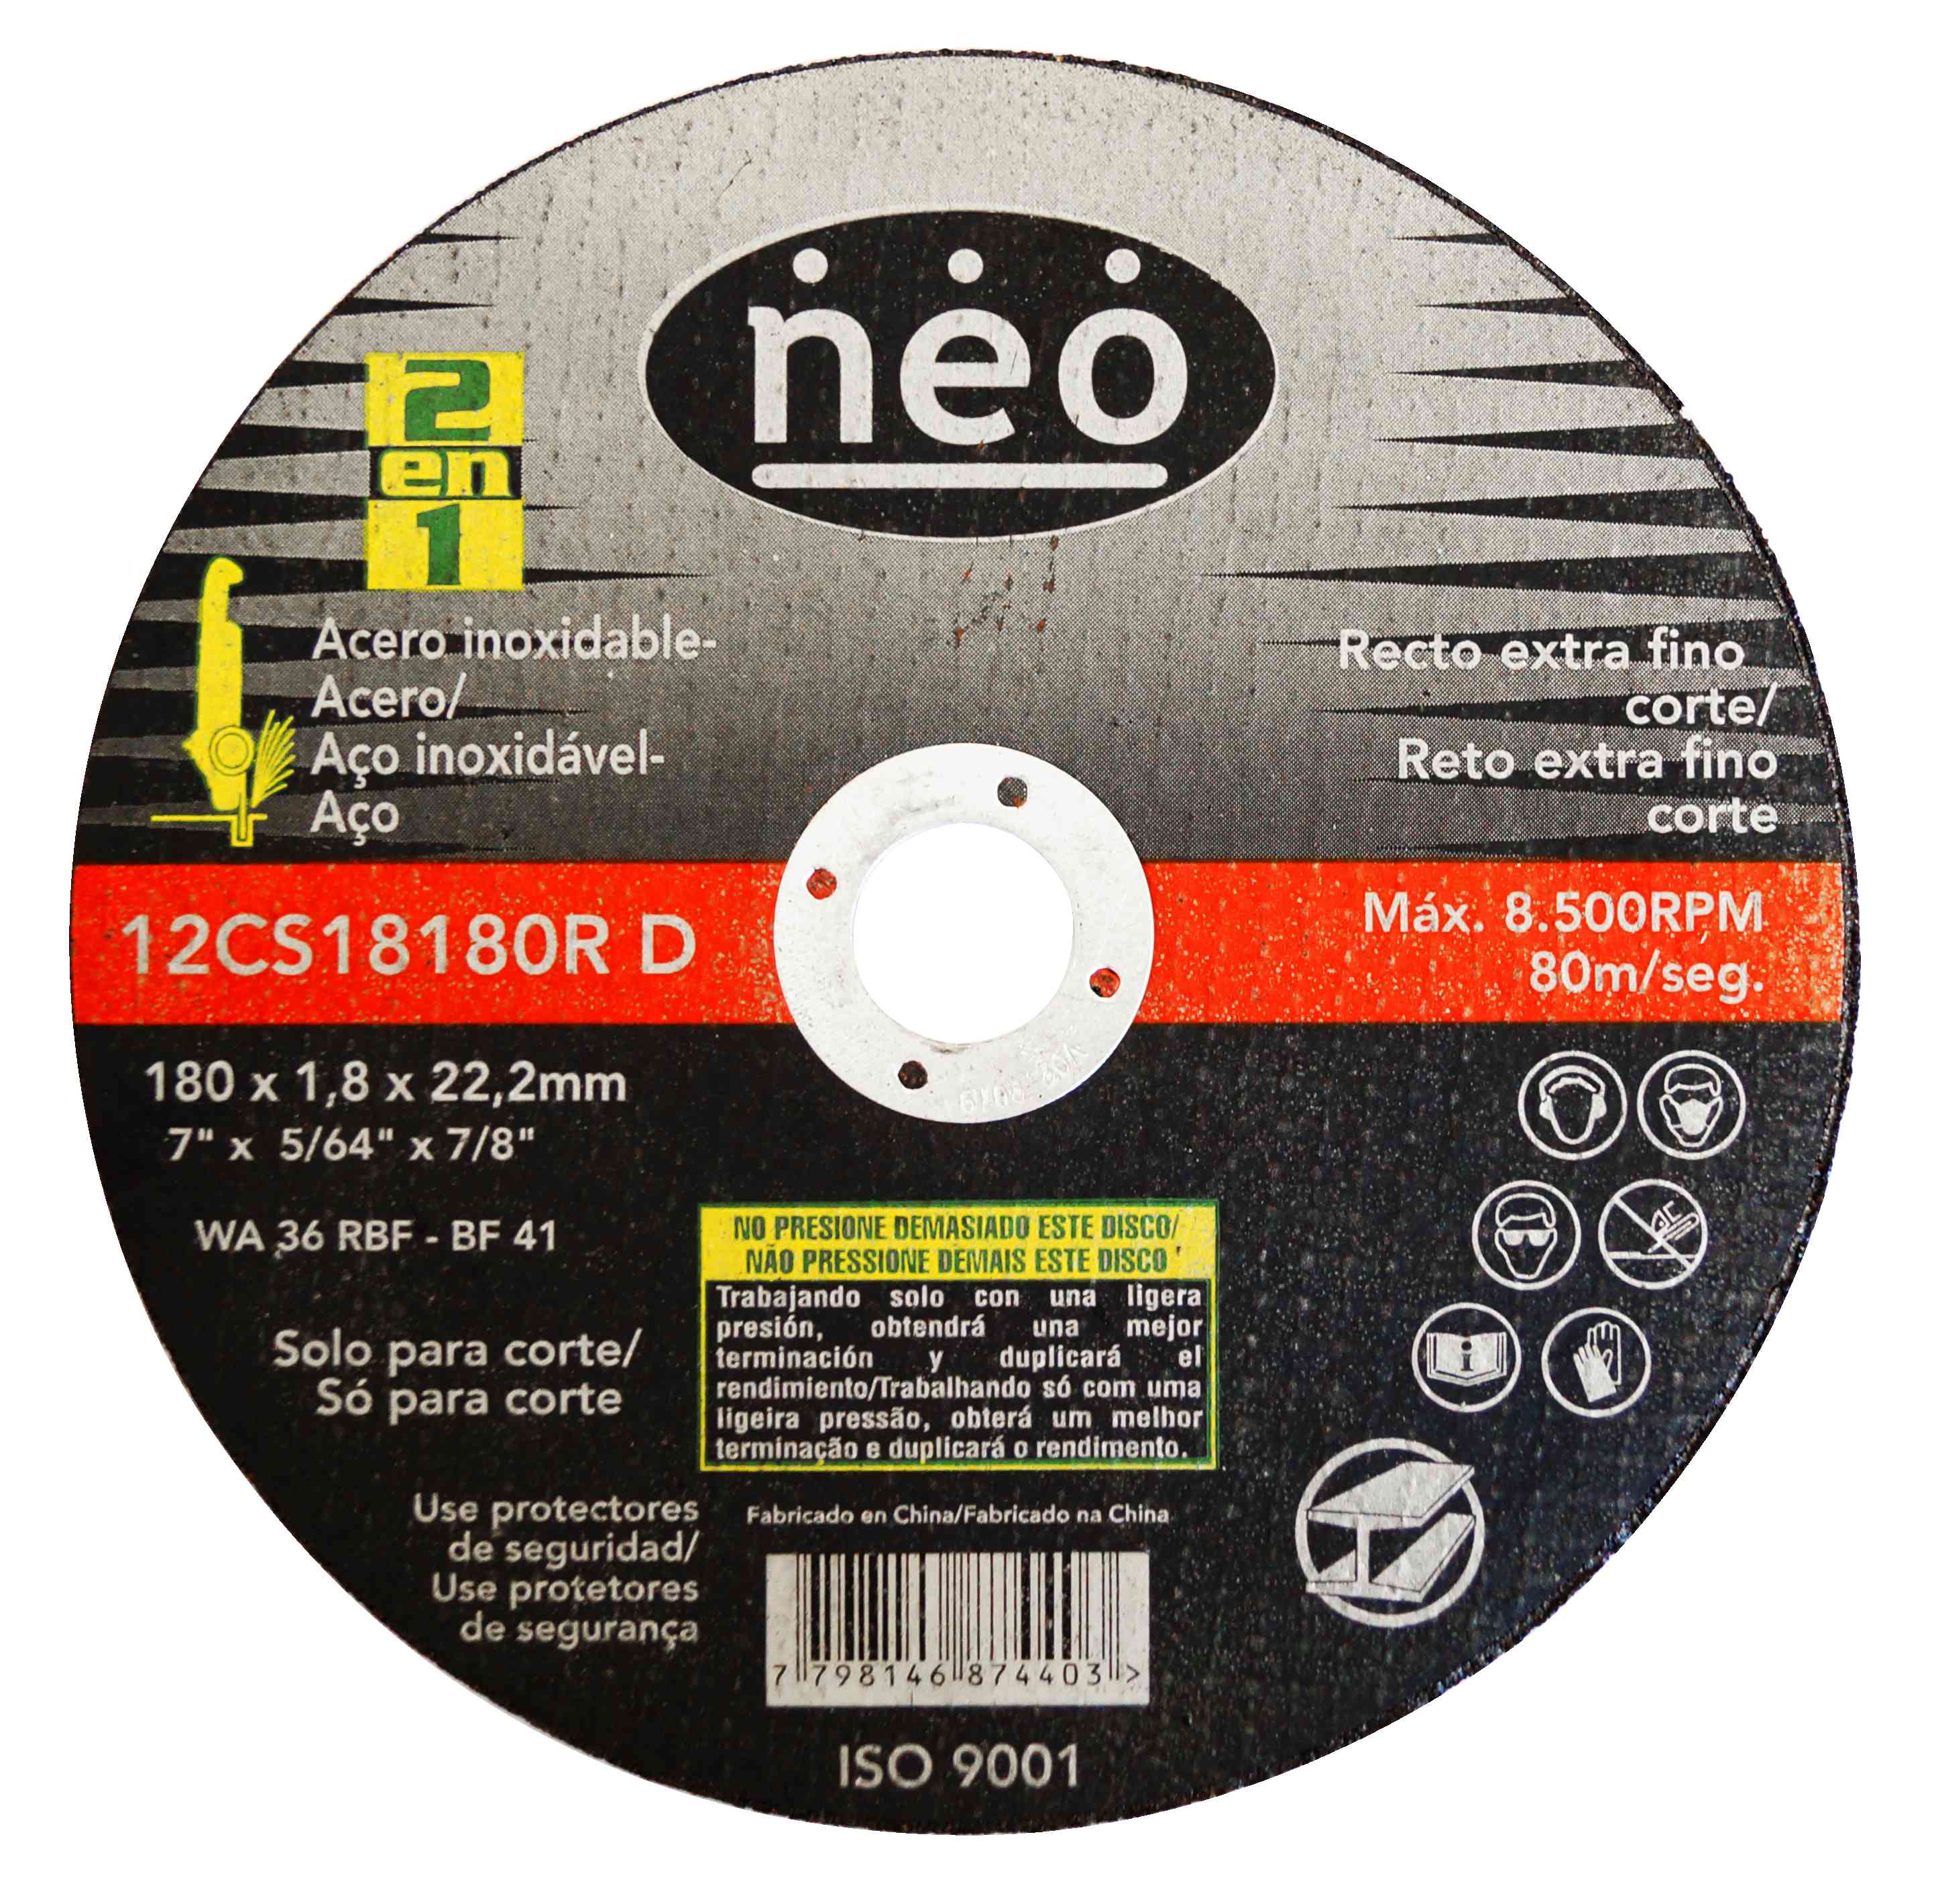 neo
2
en
1
Acero inoxidable-
Acero/
Aço inoxidável-
Aço
Recto extra fino
corte/
Reto extra fino
corte
12CS18180R D
Máx. 8.500RPM
80m/seg.
180 x 1,8 x 22,2mm
7" x 5/64" x 7/8"
WA 36 RBF - BF 41
Solo para corte/
Só para corte
NO PRESIONE DEMASIADO ESTE DISCO/
NÃO PRESSIONE DEMAIS ESTE DISCO
Trabajando solo con una ligera
presión, obtendrá una mejor
terminación y duplicará el
rendimiento/Trabalhando só com uma
ligeira pressão, obterá um melhor
terminação e duplicará o rendimento.
Use protectores
de seguridad/
Use protetores
de segurança
Fabricado en China/Fabricado na China
7 798146 874403 >
ISO 9001